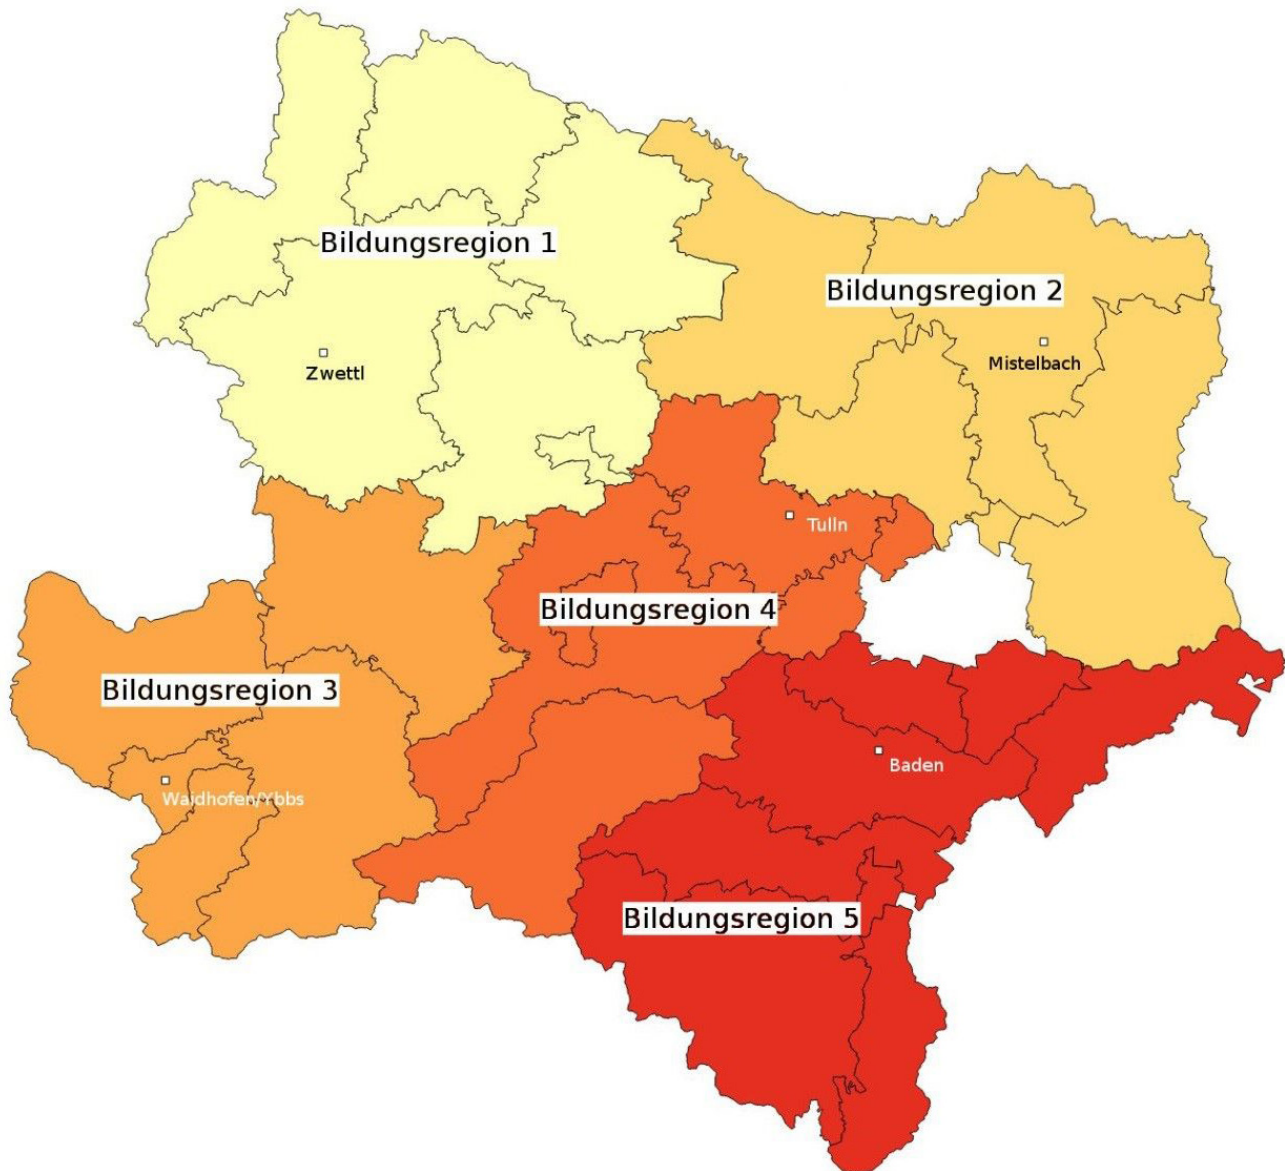 Bildungsregion 1
Bildungsregion 2
Zwettl
Mistelbach
Tulln
Bildungsregion 4
Bildungsregion 3
Baden
Waidhofen/Ybbs
Bildungsregion 5